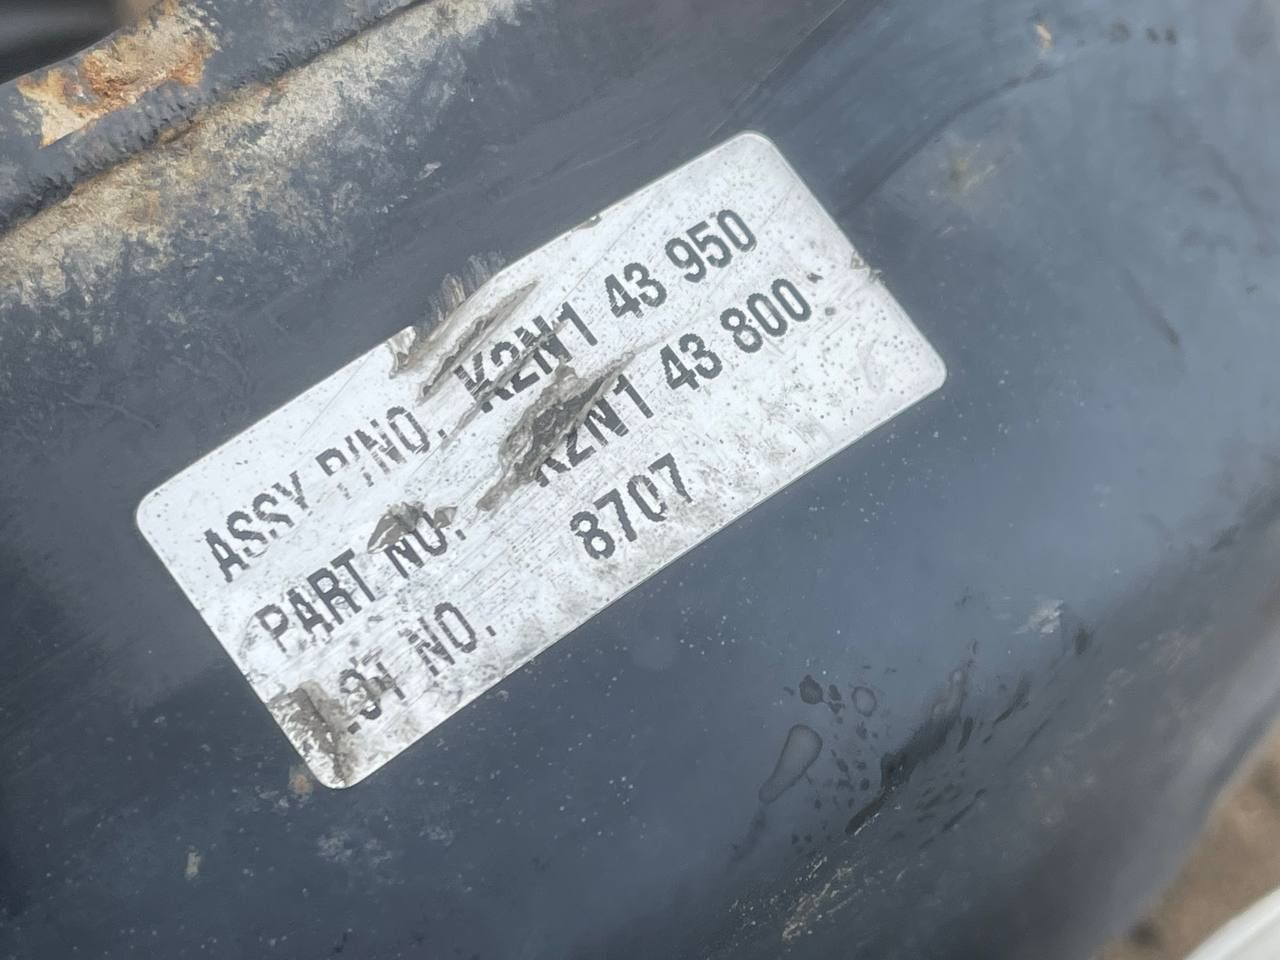 ASSY P/NO. K2N1 43 950
PART NO. K2N1 43 800
NO. 8707